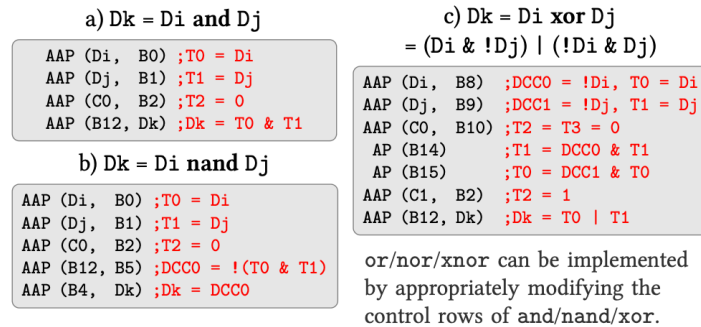 a) Dk = Di and Dj
AAP (Di, B0) ;T0 = Di
AAP (Dj, B1) ;T1 = Dj
AAP (C0, B2) ;T2 = 0
AAP (B12, Dk) ;Dk = T0 & T1
b) Dk = Di nand Dj
AAP (Di, B0) ;T0 = Di
AAP (Dj, B1) ;T1 = Dj
AAP (C0, B2) ;T2 = 0
AAP (B12, B5) ;DCC0 = !(T0 & T1)
AAP (B4, Dk) ;Dk = DCC0
c) Dk = Di xor Dj
= (Di & !Dj) | (!Di & Dj)
AAP (Di, B8) ;DCC0 = !Di, T0 = Di
AAP (Dj, B9) ;DCC1 = !Dj, T1 = Dj
AAP (C0, B10) ;T2 = T3 = 0
AP (B14) ;T1 = DCC0 & T1
AP (B15) ;T0 = DCC1 & T0
AAP (C1, B2) ;T2 = 1
AAP (B12, Dk) ;Dk = T0 | T1
or/nor/xnor can be implemented
by appropriately modifying the
control rows of and/nand/xor.